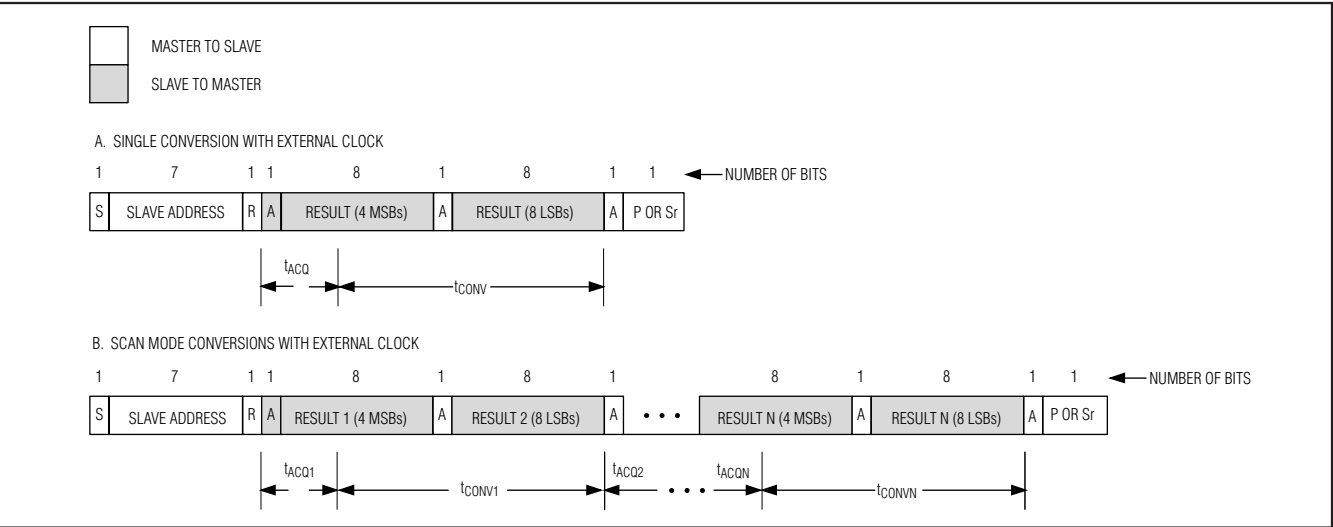 MASTER TO SLAVE
SLAVE TO MASTER
A. SINGLE CONVERSION WITH EXTERNAL CLOCK
1 7 1 1 8 1 8 1 1 NUMBER OF BITS
S SLAVE ADDRESS R A RESULT (4 MSBs) A RESULT (8 LSBs) A P OR Sr
tACQ
tCONV
B. SCAN MODE CONVERSIONS WITH EXTERNAL CLOCK
1 7 1 1 8 1 8 1 8 1 8 1 1 NUMBER OF BITS
S SLAVE ADDRESS R A RESULT 1 (4 MSBs) A RESULT 2 (8 LSBs) A • • • RESULT N (4 MSBs) A RESULT N (8 LSBs) A P OR Sr
tACQ1 tACQ2 tACQN
tCONV1 • • • tCONVN